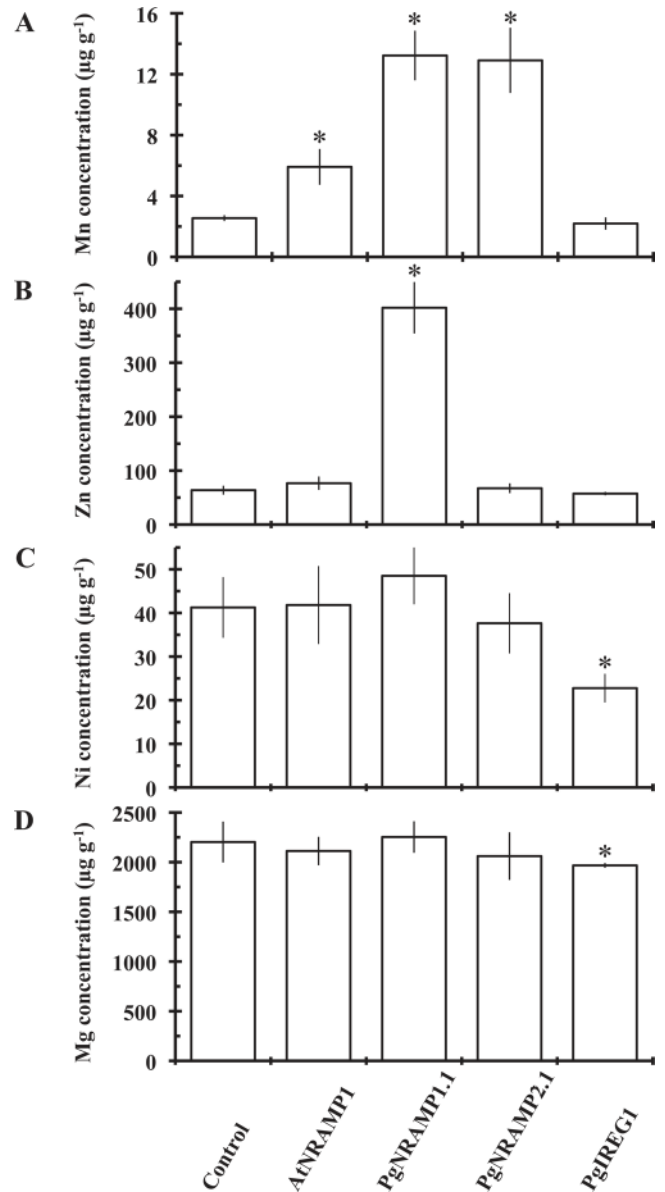 A
Mn concentration (µg g-1)
16
12
8
4
0
*
*
*
B
Zn concentration (µg g-1)
400
300
200
100
0
*
C
Ni concentration (µg g-1)
50
40
30
20
10
0
*
D
Mg concentration (µg g-1)
2500
2000
1500
1000
500
0
*
Control
AtNRAMP1
PgNRAMP1.1
PgNRAMP2.1
PgIREG1